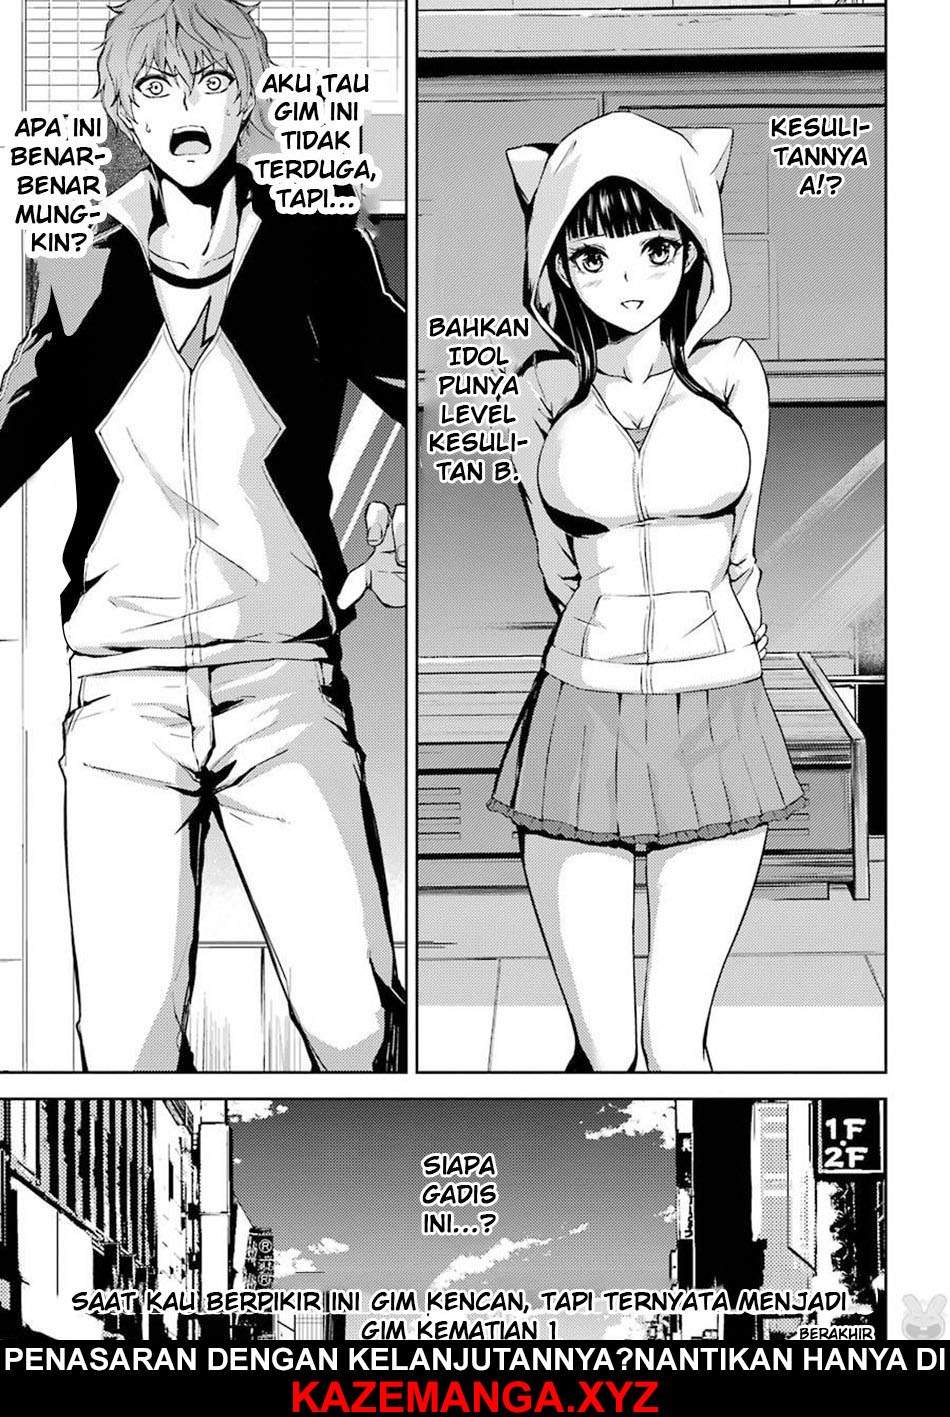 KESULI-
TANNYA
A!?
BAHKAN
IDOL
PUNYA
LEVEL
KESULI-
TAN B.
AKU TAU
GIM INI
TIDAK
TERDUGA,
TAPI...
APA INI
BENAR-
BENAR
MUNG-
KIN?
1F
2F
SIAPA
GADIS
INI...?
SAAT KAU BERPIKIR INI GIM KENCAN, TAPI TERNYATA MENJADI
GIM KEMATIAN 1
BERAKHIR
PENASARAN DENGAN KELANJUTANNYA?NANTIKAN HANYA DI
KAZEMANGA.XYZ